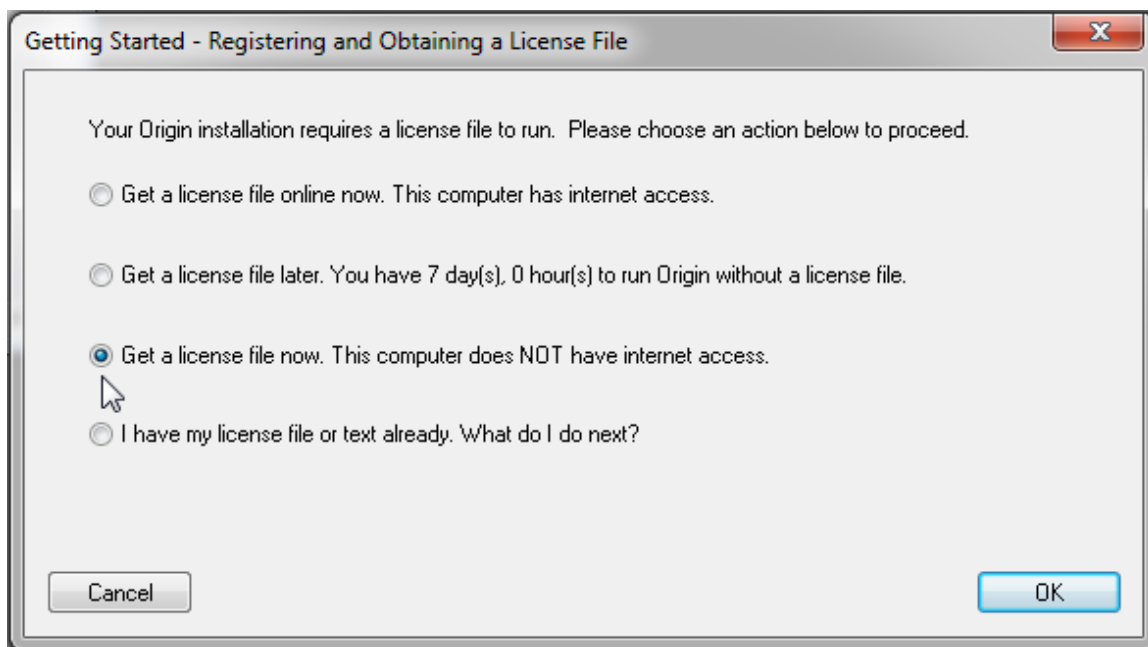 Getting Started - Registering and Obtaining a License File
Your Origin installation requires a license file to run.  Please choose an action below to proceed.
Get a license file online now. This computer has internet access.
Get a license file later. You have 7 day(s), 0 hour(s) to run Origin without a license file.
Get a license file now. This computer does NOT have internet access.
I have my license file or text already. What do I do next?
Cancel
OK